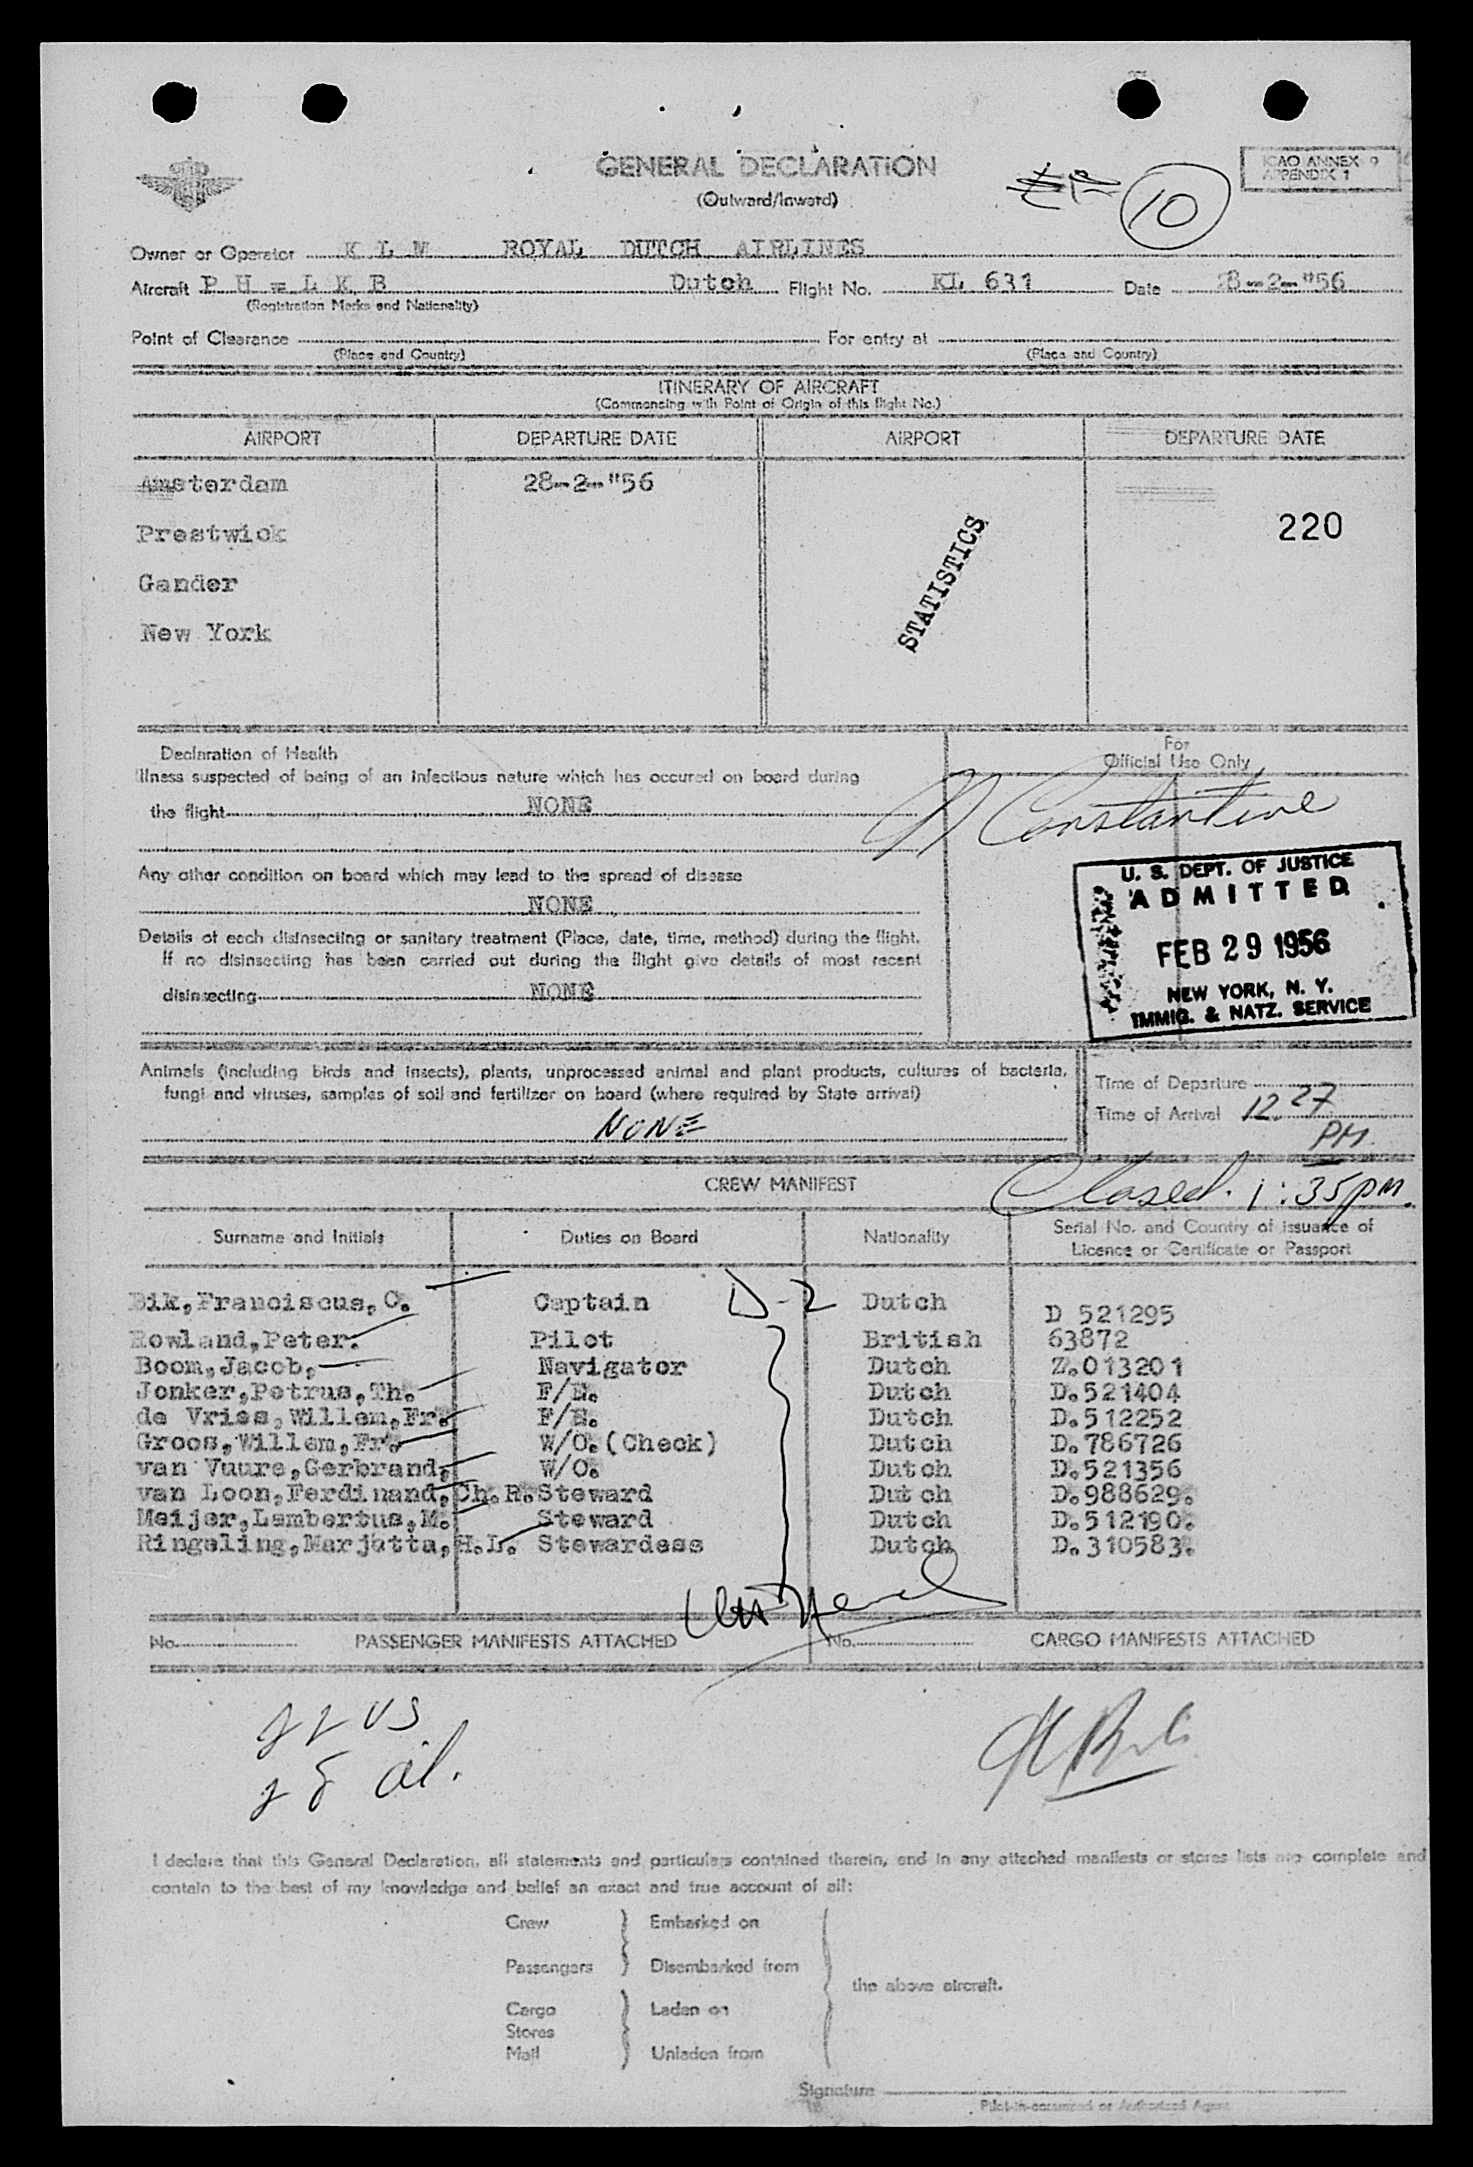 GENERAL DECLARATION
(Outward/Inward)
10
ICAO ANNEX 9
APPENDIX 1
Owner or Operator K L M ROYAL DUTCH AIRLINES
Aircraft P H - L K B Dutch Flight No. KL 631 Date 28-2-"56
(Registration Marks and Nationality)
Point of Clearance For entry at
(Place and Country) (Place and Country)
ITINERARY OF AIRCRAFT
(Commencing with Point of Origin of this flight No.)
AIRPORT DEPARTURE DATE AIRPORT DEPARTURE DATE
Amsterdam 28-2-"56
Prestwick
220
STATISTICS
Gander
New York
Declaration of Health
Illness suspected of being of an infectious nature which has occured on board during
the flight NONE
For
Official Use Only
N Constantine
Any other condition on board which may lead to the spread of disease
NONE
Details of each disinsecting or sanitary treatment (Place, date, time, method) during the flight.
If no disinsecting has been carried out during the flight give details of most recent
disinsecting NONE
U. S. DEPT. OF JUSTICE
ADMITTED
FEB 29 1956
NEW YORK, N. Y.
IMMIG. & NATZ. SERVICE
Animals (including birds and insects), plants, unprocessed animal and plant products, cultures of bacteria,
fungi and viruses, samples of soil and fertilizer on board (where required by State arrival)
NONE
Time of Departure
Time of Arrival 12 27
PM
CREW MANIFEST
Closed. 1:35pm.
Surname and Initials Duties on Board Nationality Serial No. and Country of issuance of
Licence or Certificate or Passport
Bik,Franciscus,C. Captain D-2 Dutch D 521295
Rowland,Peter. Pilot British 63872
Boom,Jacob, Navigator Dutch Z.013201
Jonker,Petrus,Th. F/E. Dutch D.521404
de Vries,Willem,Fr. F/E. Dutch D.512252
Groos,Willem,Fr. W/O.(Check) Dutch D.786726
van Vuure,Gerbrand, W/O. Dutch D.521356
van Loon,Ferdinand,Ch.R. Steward Dutch D.988629.
Meijer,Lambertus,M. Steward Dutch D.512190.
Ringeling,Marjatta,H.L. Stewardess Dutch D.310583.
No. PASSENGER MANIFESTS ATTACHED No. CARGO MANIFESTS ATTACHED
US
I declare that this General Declaration, all statements and particulars contained therein, and in any attached manifests or stores lists are complete and
contain to the best of my knowledge and belief an exact and true account of all:
Crew Embarked on
Passengers Disembarked from
the above aircraft.
Cargo Laden on
Stores
Mail Unladen from
Signature
Pilot-in-command or Authorized Agent